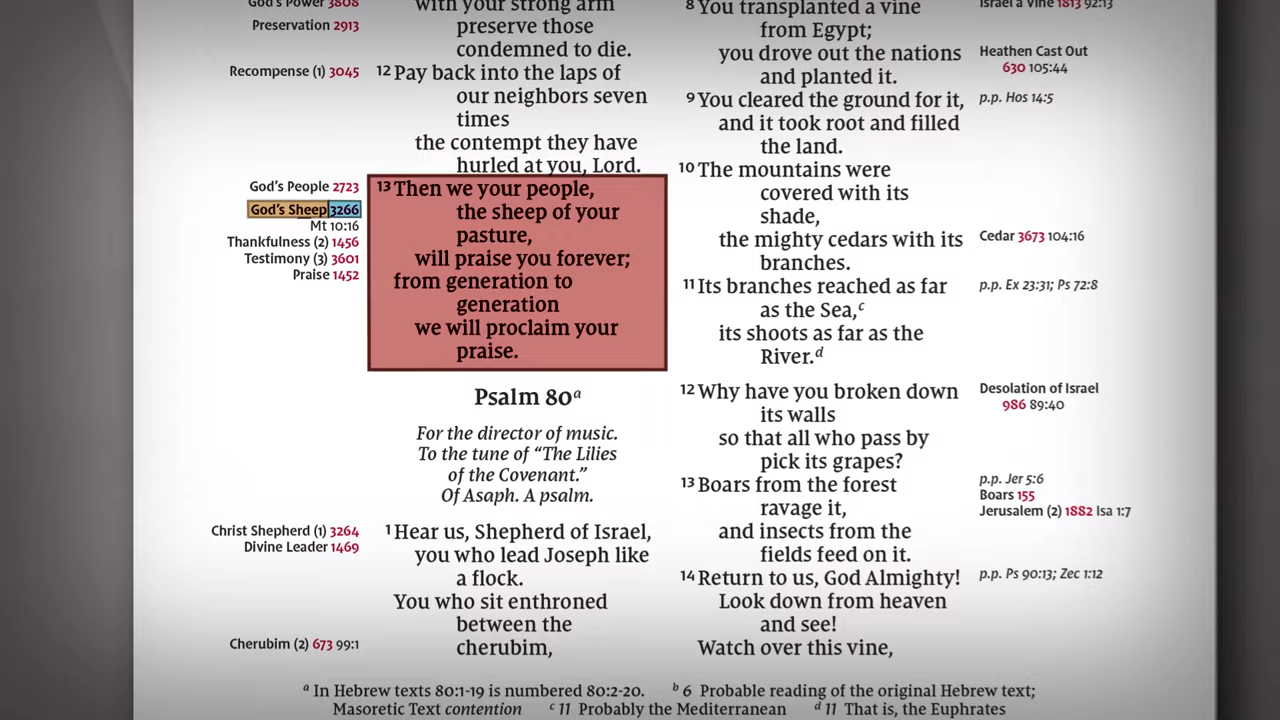 God's Power 3808
Preservation 2913
Recompense (1) 3045
God's People 2723
God's Sheep 3266
Mt 10:16
Thankfulness (2) 1456
Testimony (3) 3601
Praise 1452
Christ Shepherd (1) 3264
Divine Leader 1469
Cherubim (2) 673 99:1
with your strong arm
preserve those
condemned to die.
12 Pay back into the laps of
our neighbors seven
times
the contempt they have
hurled at you, Lord.
13 Then we your people,
the sheep of your
pasture,
will praise you forever;
from generation to
generation
we will proclaim your
praise.
Psalm 80a
For the director of music.
To the tune of “The Lilies
of the Covenant.”
Of Asaph. A psalm.
1 Hear us, Shepherd of Israel,
you who lead Joseph like
a flock.
You who sit enthroned
between the
cherubim,
8 You transplanted a vine
from Egypt;
you drove out the nations
and planted it.
9 You cleared the ground for it,
and it took root and filled
the land.
10 The mountains were
covered with its
shade,
the mighty cedars with its
branches.
11 Its branches reached as far
as the Sea,c
its shoots as far as the
River.d
12 Why have you broken down
its walls
so that all who pass by
pick its grapes?
13 Boars from the forest
ravage it,
and insects from the
fields feed on it.
14 Return to us, God Almighty!
Look down from heaven
and see!
Watch over this vine,
Israel a Vine 1813 92:13
Heathen Cast Out
630 105:44
p.p. Hos 14:5
Cedar 3673 104:16
p.p. Ex 23:31; Ps 72:8
Desolation of Israel
986 89:40
p.p. Jer 5:6
Boars 155
Jerusalem (2) 1882 Isa 1:7
p.p. Ps 90:13; Zec 1:12
a In Hebrew texts 80:1-19 is numbered 80:2-20. b 6 Probable reading of the original Hebrew text;
Masoretic Text contention c 11 Probably the Mediterranean d 11 That is, the Euphrates